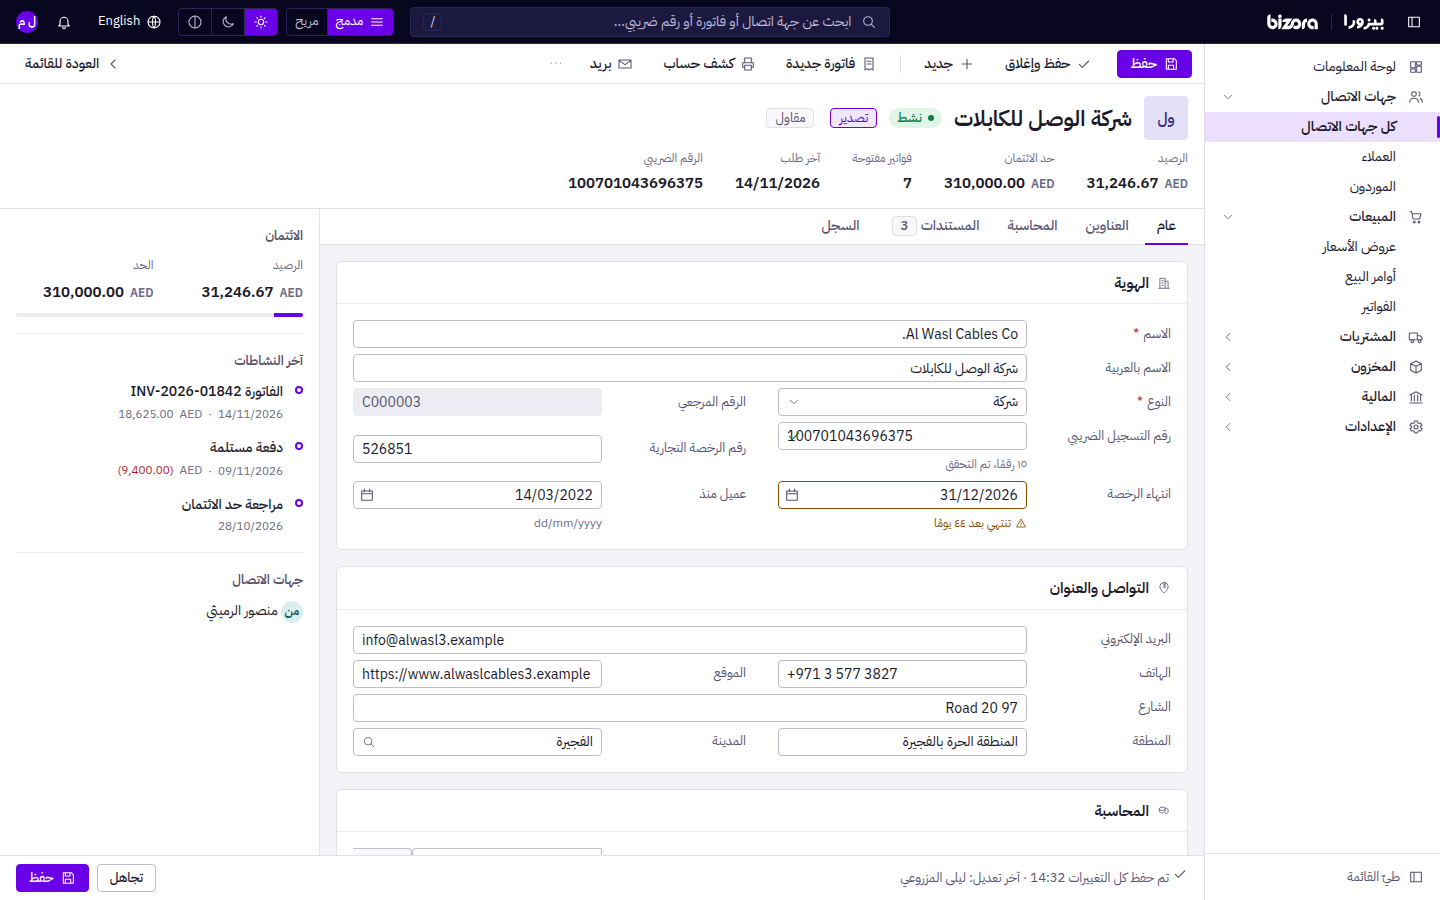 بيزورا bizora
ابحث عن جهة اتصال أو فاتورة أو رقم ضريبي... /
مدمج مريح
English
ل م
لوحة المعلومات
جهات الاتصال
كل جهات الاتصال
العملاء
الموردون
المبيعات
عروض الأسعار
أوامر البيع
الفواتير
المشتريات
المخزون
المالية
الإعدادات
طيّ القائمة
حفظ حفظ وإغلاق جديد فاتورة جديدة كشف حساب بريد ... العودة للقائمة
ول شركة الوصل للكابلات نشط تصدير مقاول
الرصيد حد الائتمان فواتير مفتوحة آخر طلب الرقم الضريبي
31,246.67 AED 310,000.00 AED 7 14/11/2026 100701043696375
عام العناوين المحاسبة المستندات 3 السجل
الهوية
الاسم *
Al Wasl Cables Co.
الاسم بالعربية
شركة الوصل للكابلات
النوع *
شركة
الرقم المرجعي
C000003
رقم التسجيل الضريبي
100701043696375
١٥ رقمًا، تم التحقق
رقم الرخصة التجارية
526851
انتهاء الرخصة
31/12/2026
تنتهي بعد ٤٤ يومًا
عميل منذ
14/03/2022
dd/mm/yyyy
التواصل والعنوان
البريد الإلكتروني
info@alwasl3.example
الهاتف
+971 3 577 3827
الموقع
https://www.alwaslcables3.example
الشارع
Road 20 97
المنطقة
المنطقة الحرة بالفجيرة
المدينة
الفجيرة
المحاسبة
الائتمان
الرصيد الحد
31,246.67 AED 310,000.00 AED
آخر النشاطات
الفاتورة INV-2026-01842
14/11/2026 · 18,625.00 AED
دفعة مستلمة
09/11/2026 · (9,400.00) AED
مراجعة حد الائتمان
28/10/2026
جهات الاتصال
من منصور الرميثي
تم حفظ كل التغييرات 14:32 · آخر تعديل: ليلى المزروعي
تجاهل حفظ